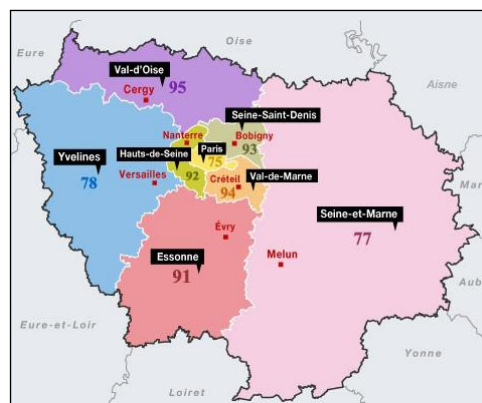 Eure
Oise
Val-d'Oise
95
Cergy
Aisne
Seine-Saint-Denis
Nanterre
Bobigny
93
Paris
75
Yvelines
78
Hauts-de-Seine
92
Versailles
Créteil
94
Val-de-Marne
Mar
Seine-et-Marne
77
Évry
Essonne
91
Melun
Aub
Eure-et-Loir
Yonne
Loiret